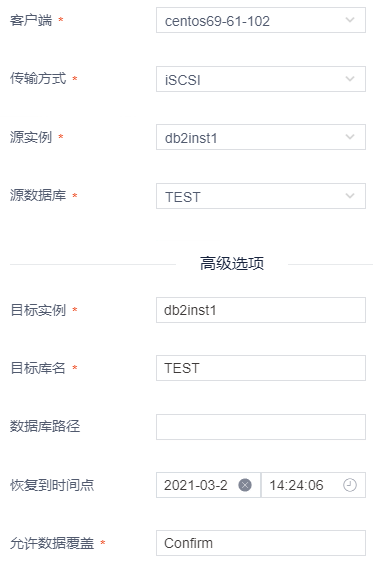 客户端 * centos69-61-102
传输方式 * iSCSI
源实例 * db2inst1
源数据库 * TEST
高级选项
目标实例 * db2inst1
目标库名 * TEST
数据库路径
恢复到时间点 2021-03-2 14:24:06
允许数据覆盖 * Confirm